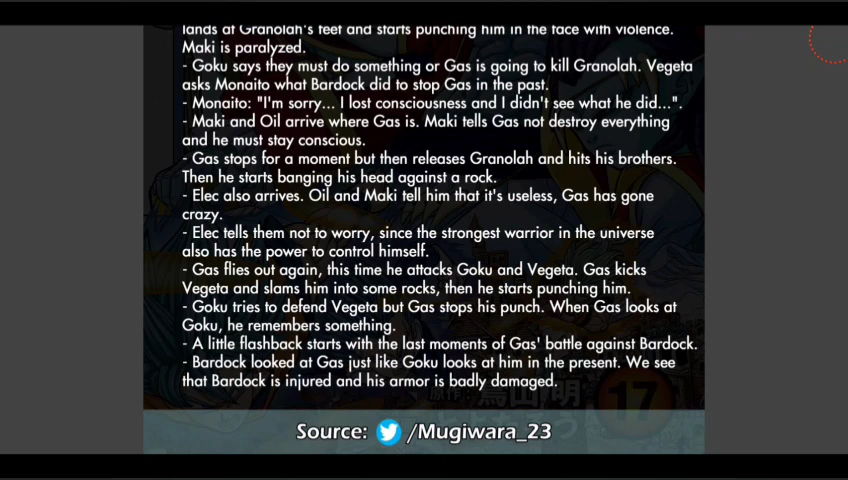 lands at Granolah's feet and starts punching him in the face with violence.
Maki is paralyzed.
- Goku says they must do something or Gas is going to kill Granolah. Vegeta
asks Monaito what Bardock did to stop Gas in the past.
- Monaito: "I'm sorry... I lost consciousness and I didn't see what he did...".
- Maki and Oil arrive where Gas is. Maki tells Gas not destroy everything
and he must stay conscious.
- Gas stops for a moment but then releases Granolah and hits his brothers.
Then he starts banging his head against a rock.
- Elec also arrives. Oil and Maki tell him that it's useless, Gas has gone
crazy.
- Elec tells them not to worry, since the strongest warrior in the universe
also has the power to control himself.
- Gas flies out again, this time he attacks Goku and Vegeta. Gas kicks
Vegeta and slams him into some rocks, then he starts punching him.
- Goku tries to defend Vegeta but Gas stops his punch. When Gas looks at
Goku, he remembers something.
- A little flashback starts with the last moments of Gas' battle against Bardock.
- Bardock looked at Gas just like Goku looks at him in the present. We see
that Bardock is injured and his armor is badly damaged.
原作 鳥山明
17
Source: /Mugiwara_23